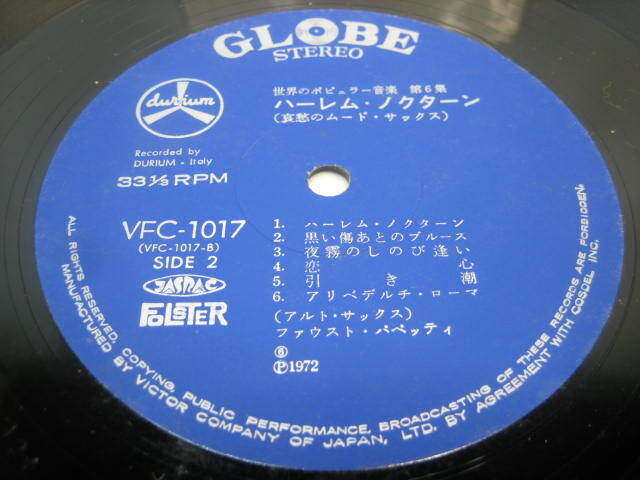 GLOBE
STEREO
世界のポピュラー音楽 第6集
ハーレム・ノクターン
(哀愁のムード・サックス)
durium
Recorded by
DURIUM - Italy
33⅓ RPM
VFC-1017
(VFC-1017-B)
SIDE 2
JASRAC
FOLSTER
1. ハーレム・ノクターン
2. 黒い傷あとのブルース
3. 夜霧のしのび逢い
4. 恋心
5. 引き潮
6. アリベデルチ・ローマ
(アルト・サックス)
ファウスト・パペッティ
Ⓟ1972
ALL RIGHTS RESERVED, COPYING, PUBLIC PERFORMANCE, BROADCASTING OF THESE RECORDS ARE FORBIDDEN.
MANUFACTURED BY VICTOR COMPANY OF JAPAN, LTD. BY AGREEMENT WITH COSDEL INC.